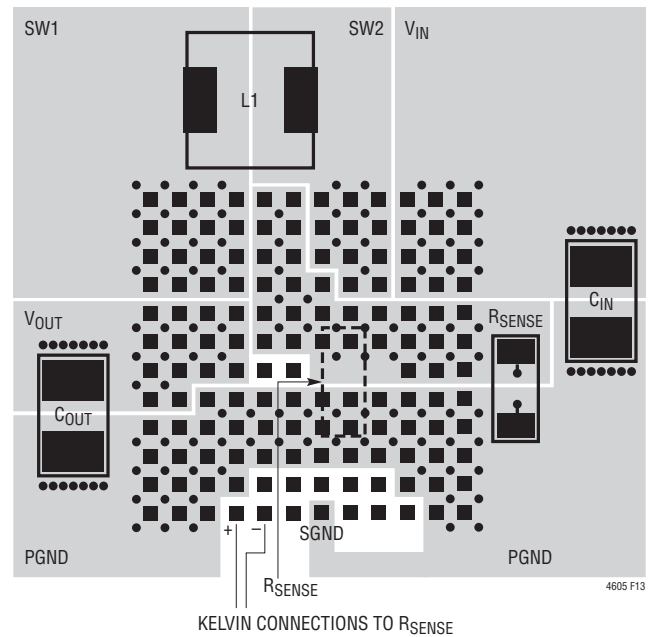 SW1
SW2
VIN
L1
VOUT
RSENSE
CIN
COUT
+
−
SGND
PGND
PGND
RSENSE
4605 F13
KELVIN CONNECTIONS TO RSENSE